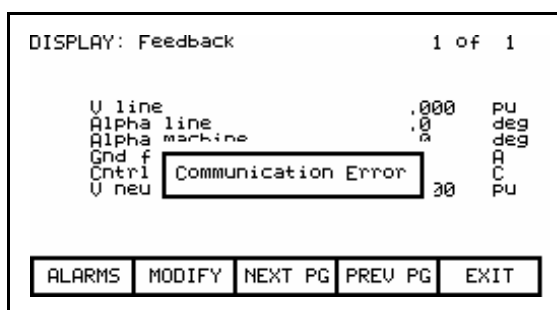 DISPLAY: Feedback 1 of 1
V line .000 pu
Alpha line .0 deg
Alpha machine deg
Gnd f A
Cntrl C
V neu 00 pu
Communication Error
ALARMS MODIFY NEXT PG PREV PG EXIT